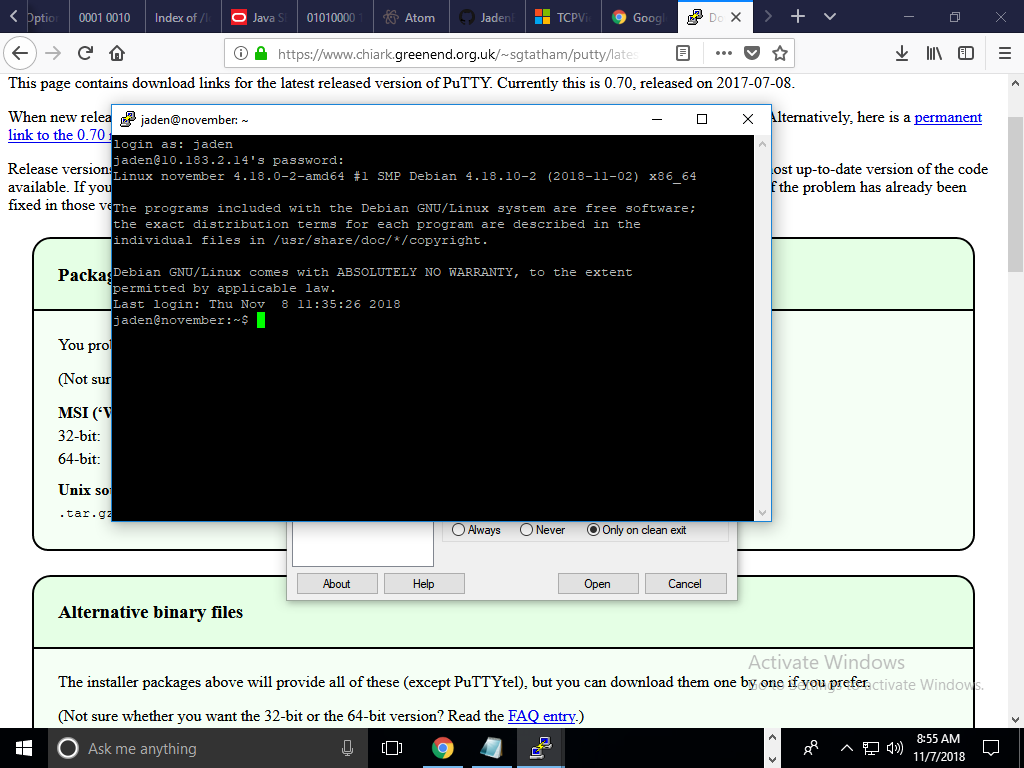 Option
0001 0010
Index of /
Java S
01010000
Atom
Jaden
TCPVi
Googl
Do
https://www.chiark.greenend.org.uk/~sgtatham/putty/lates
This page contains download links for the latest released version of PuTTY. Currently this is 0.70, released on 2017-07-08.
When new relea
Alternatively, here is a permanent
link to the 0.70 r
Release versions
ost up-to-date version of the code
available. If you
f the problem has already been
fixed in those ve
jaden@november: ~
login as: jaden
jaden@10.183.2.14's password:
Linux november 4.18.0-2-amd64 #1 SMP Debian 4.18.10-2 (2018-11-02) x86_64
The programs included with the Debian GNU/Linux system are free software;
the exact distribution terms for each program are described in the
individual files in /usr/share/doc/*/copyright.
Debian GNU/Linux comes with ABSOLUTELY NO WARRANTY, to the extent
permitted by applicable law.
Last login: Thu Nov  8 11:35:26 2018
jaden@november:~$
Packag
You prob
(Not sur
MSI (‘W
32-bit:
64-bit:
Unix sou
.tar.gz
Always Never Only on clean exit
About Help Open Cancel
Alternative binary files
The installer packages above will provide all of these (except PuTTYtel), but you can download them one by one if you prefer.
(Not sure whether you want the 32-bit or the 64-bit version? Read the FAQ entry.)
Activate Windows
Go to Settings to activate Windows.
Ask me anything
8:55 AM
11/7/2018